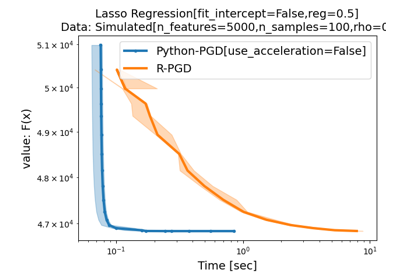 Lasso Regression[fit_intercept=False,reg=0.5]
Data: Simulated[n_features=5000,n_samples=100,rho=0
Python-PGD[use_acceleration=False]
R-PGD
value: F(x)
5.1 × 10⁴
5 × 10⁴
4.9 × 10⁴
4.8 × 10⁴
4.7 × 10⁴
10⁻¹ 10⁰ 10¹
Time [sec]